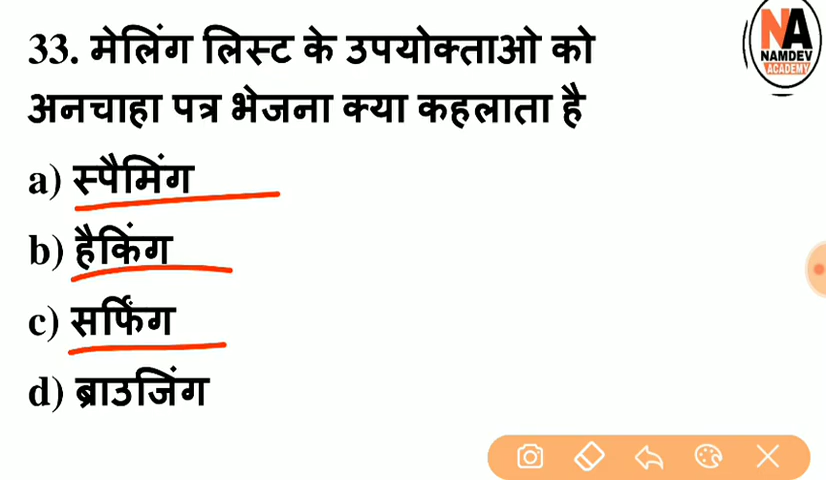 33. मेलिंग लिस्ट के उपयोक्ताओ को
अनचाहा पत्र भेजना क्या कहलाता है
a) स्पैमिंग
b) हैकिंग
c) सर्फिंग
d) ब्राउजिंग
NA
NAMDEV
ACADEMY